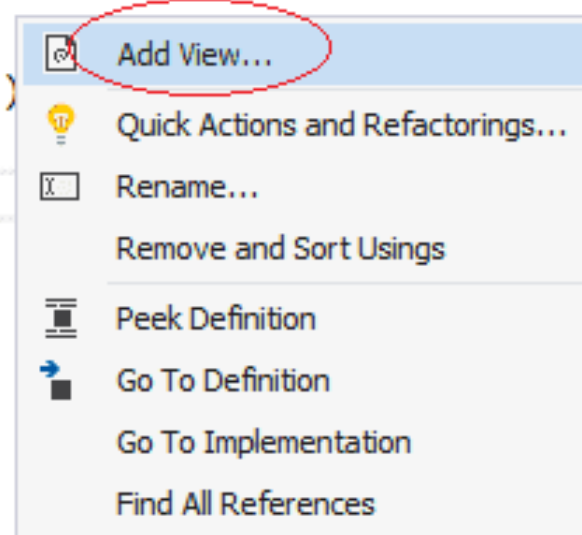 Add View...
Quick Actions and Refactorings...
Rename...
Remove and Sort Usings
Peek Definition
Go To Definition
Go To Implementation
Find All References